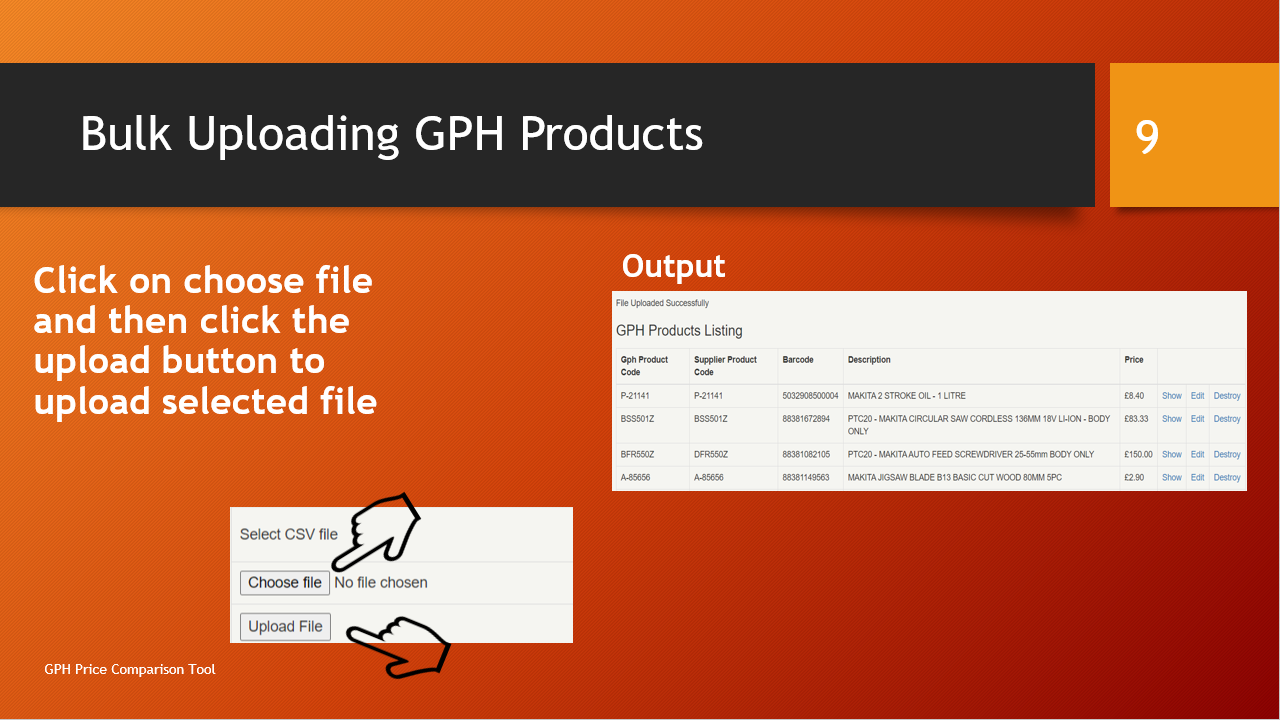 Bulk Uploading GPH Products
9
Click on choose file
and then click the
upload button to
upload selected file
Output
File Uploaded Successfully
GPH Products Listing
Gph Product Code Supplier Product Code Barcode Description Price
P-21141 P-21141 5032908500004 MAKITA 2 STROKE OIL - 1 LITRE £8.40 Show Edit Destroy
BSS501Z BSS501Z 88381672894 PTC20 - MAKITA CIRCULAR SAW CORDLESS 136MM 18V LI-ION - BODY ONLY £83.33 Show Edit Destroy
BFR550Z DFR550Z 88381082105 PTC20 - MAKITA AUTO FEED SCREWDRIVER 25-55mm BODY ONLY £150.00 Show Edit Destroy
A-85656 A-85656 88381149563 MAKITA JIGSAW BLADE B13 BASIC CUT WOOD 80MM 5PC £2.90 Show Edit Destroy
Select CSV file
Choose file No file chosen
Upload File
GPH Price Comparison Tool